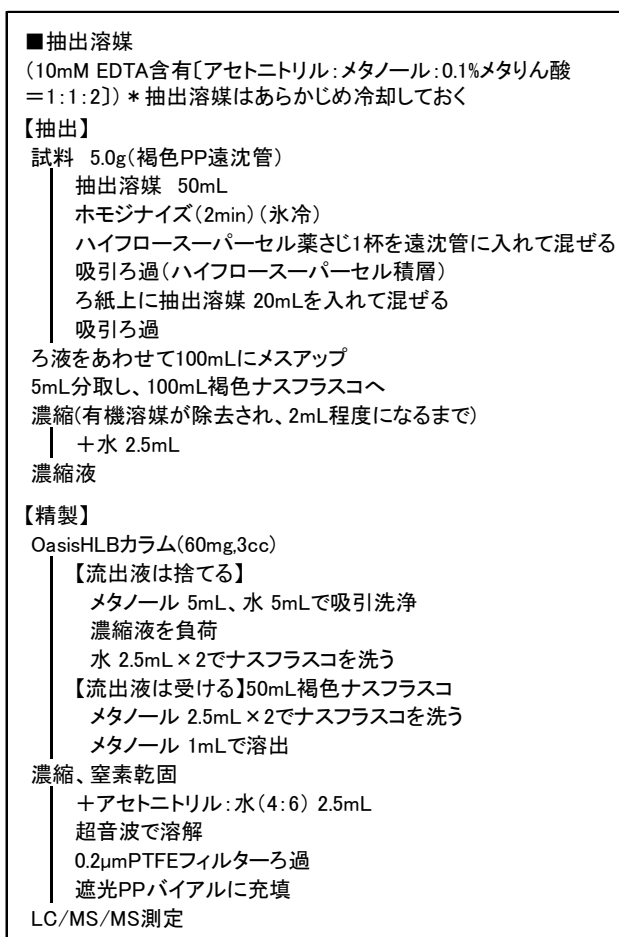 ■抽出溶媒
(10mM EDTA含有〔アセトニトリル:メタノール:0.1%メタりん酸
=1:1:2〕) *抽出溶媒はあらかじめ冷却しておく
【抽出】
試料 5.0g(褐色PP遠沈管)
抽出溶媒 50mL
ホモジナイズ(2min)(氷冷)
ハイフロースーパーセル薬さじ1杯を遠沈管に入れて混ぜる
吸引ろ過(ハイフロースーパーセル積層)
ろ紙上に抽出溶媒 20mLを入れて混ぜる
吸引ろ過
ろ液をあわせて100mLにメスアップ
5mL分取し、100mL褐色ナスフラスコへ
濃縮(有機溶媒が除去され、2mL程度になるまで)
+水 2.5mL
濃縮液
【精製】
OasisHLBカラム(60mg,3cc)
【流出液は捨てる】
メタノール 5mL、水 5mLで吸引洗浄
濃縮液を負荷
水 2.5mL×2でナスフラスコを洗う
【流出液は受ける】50mL褐色ナスフラスコ
メタノール 2.5mL×2でナスフラスコを洗う
メタノール 1mLで溶出
濃縮、窒素乾固
+アセトニトリル:水(4:6) 2.5mL
超音波で溶解
0.2μmPTFEフィルターろ過
遮光PPバイアルに充填
LC/MS/MS測定